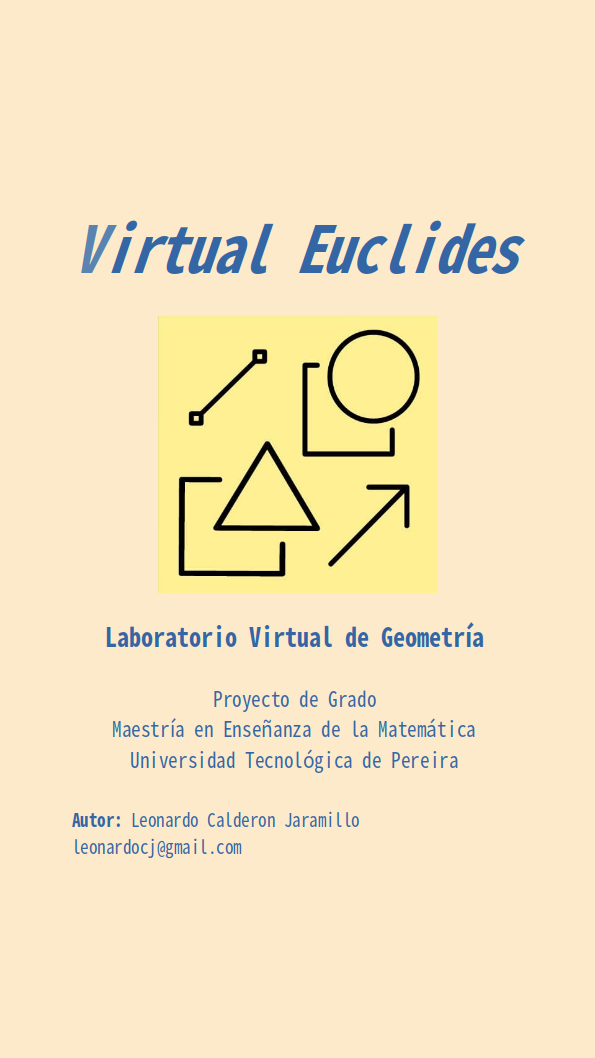 Virtual Euclides
Laboratorio Virtual de Geometría
Proyecto de Grado
Maestría en Enseñanza de la Matemática
Universidad Tecnológica de Pereira
Autor: Leonardo Calderon Jaramillo
leonardocj@gmail.com